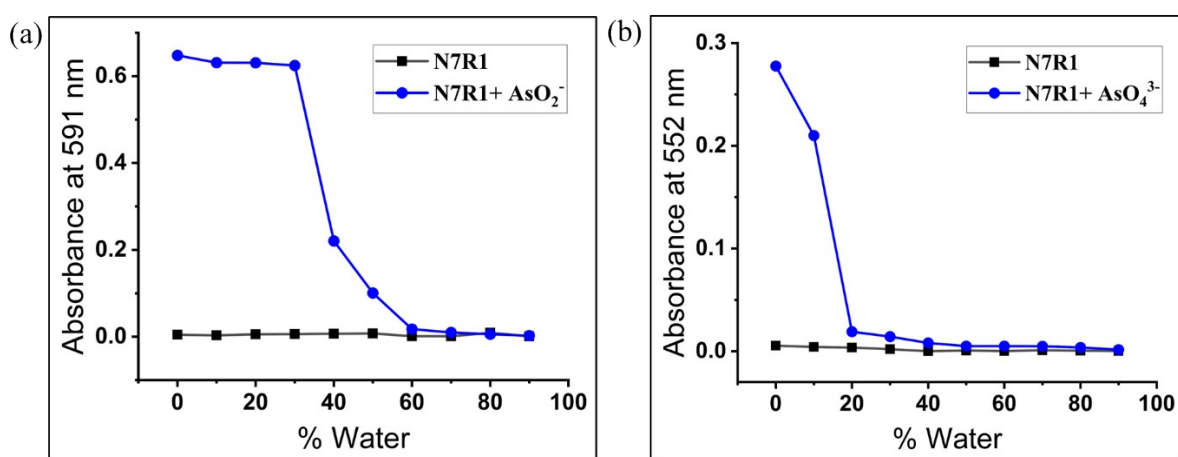 (a)
N7R1
N7R1+ AsO₂⁻
Absorbance at 591 nm
0.6
0.4
0.2
0.0
0 20 40 60 80 100
% Water
(b)
N7R1
N7R1+ AsO₄³⁻
Absorbance at 552 nm
0.3
0.2
0.1
0.0
0 20 40 60 80 100
% Water